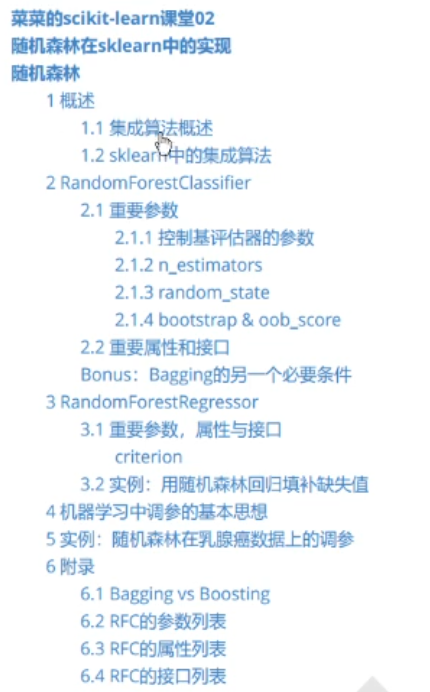 菜菜的scikit-learn课堂02
随机森林在sklearn中的实现
随机森林
1 概述
1.1 集成算法概述
1.2 sklearn中的集成算法
2 RandomForestClassifier
2.1 重要参数
2.1.1 控制基评估器的参数
2.1.2 n_estimators
2.1.3 random_state
2.1.4 bootstrap & oob_score
2.2 重要属性和接口
Bonus：Bagging的另一个必要条件
3 RandomForestRegressor
3.1 重要参数，属性与接口
criterion
3.2 实例：用随机森林回归填补缺失值
4 机器学习中调参的基本思想
5 实例：随机森林在乳腺癌数据上的调参
6 附录
6.1 Bagging vs Boosting
6.2 RFC的参数列表
6.3 RFC的属性列表
6.4 RFC的接口列表